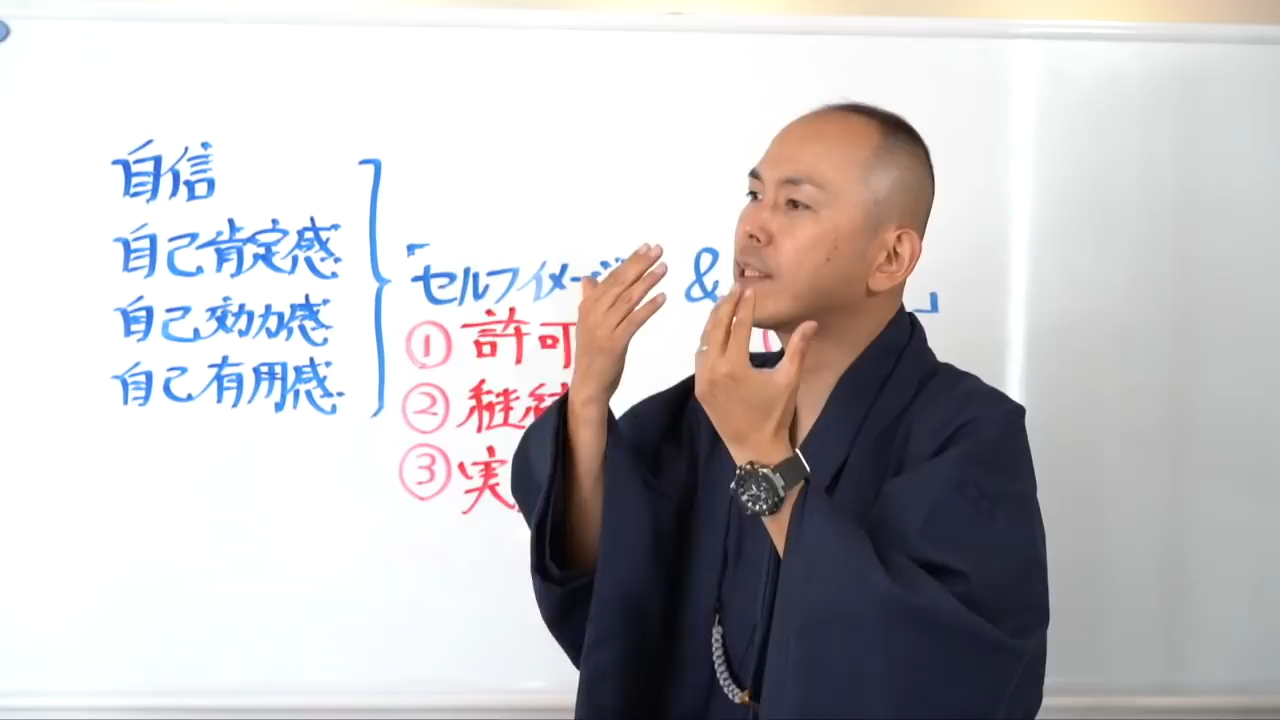 自信
自己肯定感
自己効力感
自己有用感
「セルフイメージ & 」
① 許可
② 継続
③ 実